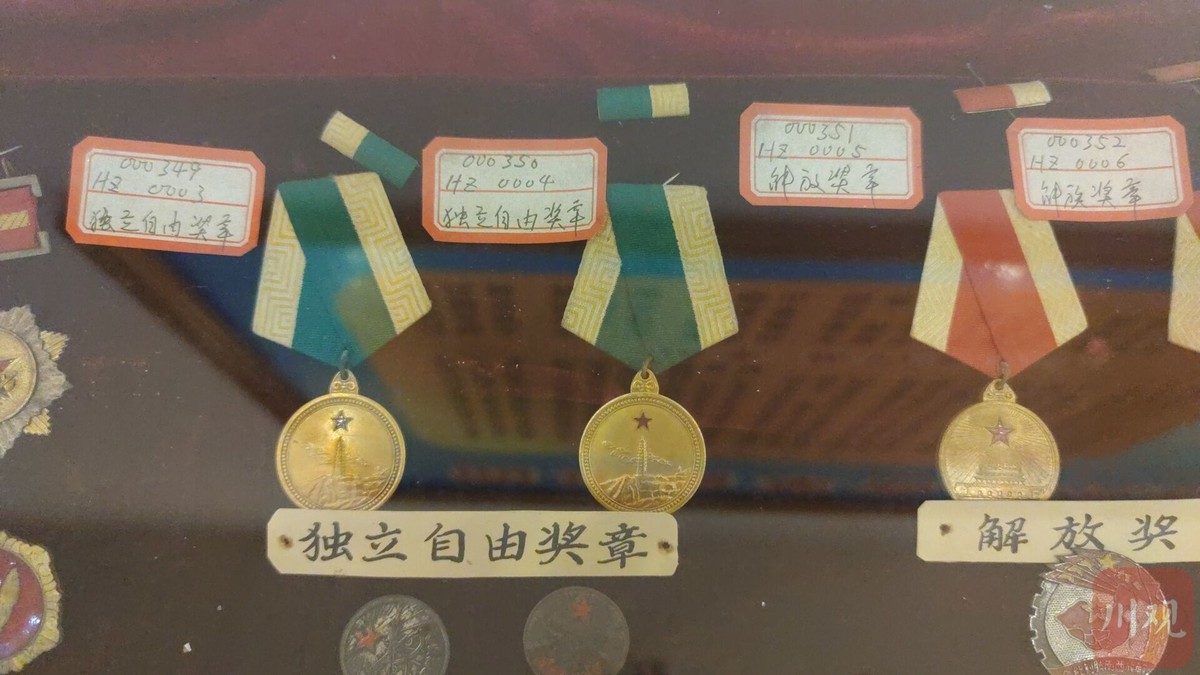 000349
HZ 0003
独立自由奖章
000350
HZ 0004
独立自由奖章
000351
HZ 0005
解放奖章
000352
HZ 0006
解放奖章
独立自由奖章
解放奖
川观